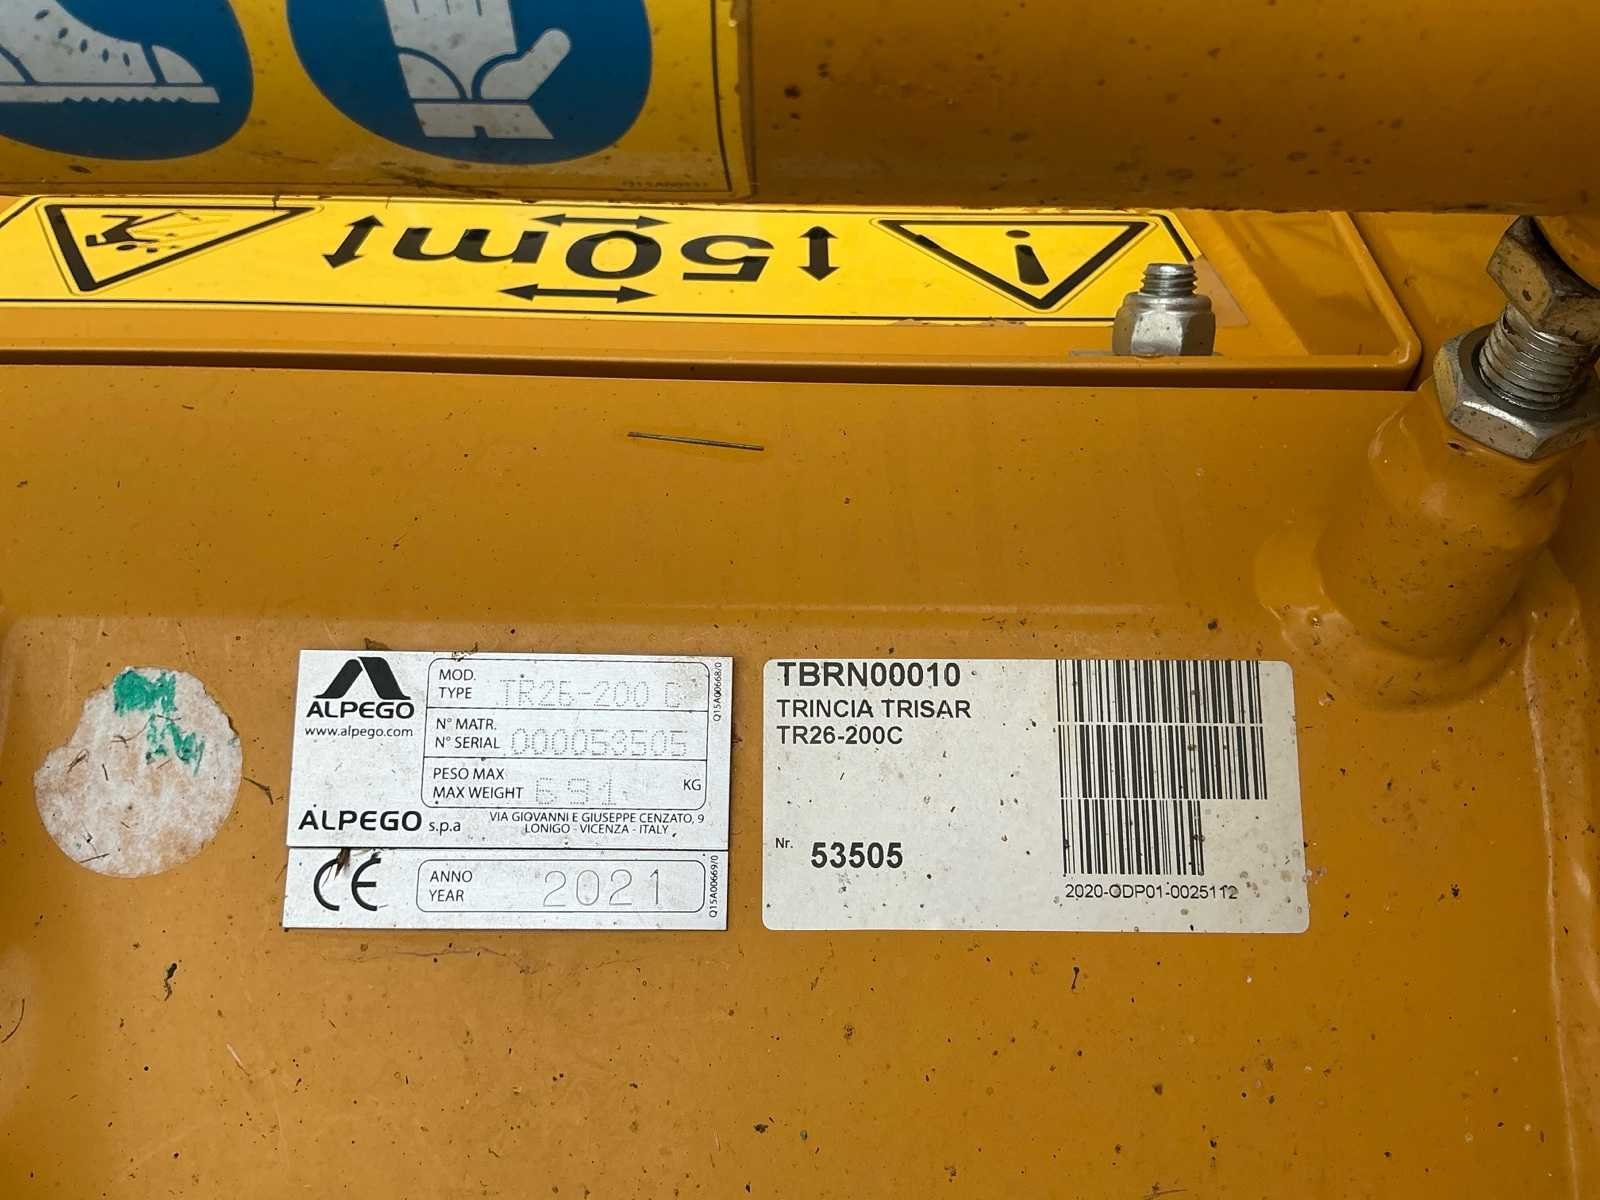 50m
MOD.
TYPE TR26-200 C
ALPEGO
www.alpego.com
N° MATR.
N° SERIAL 000053505
PESO MAX
MAX WEIGHT 691 KG
ALPEGO s.p.a
VIA GIOVANNI E GIUSEPPE CENZATO, 9
LONIGO - VICENZA - ITALY
Q15A00668/0
CE
ANNO
YEAR 2021
Q15A00669/0
TBRN00010
TRINCIA TRISAR
TR26-200C
Nr. 53505
2020-ODP01-0025112